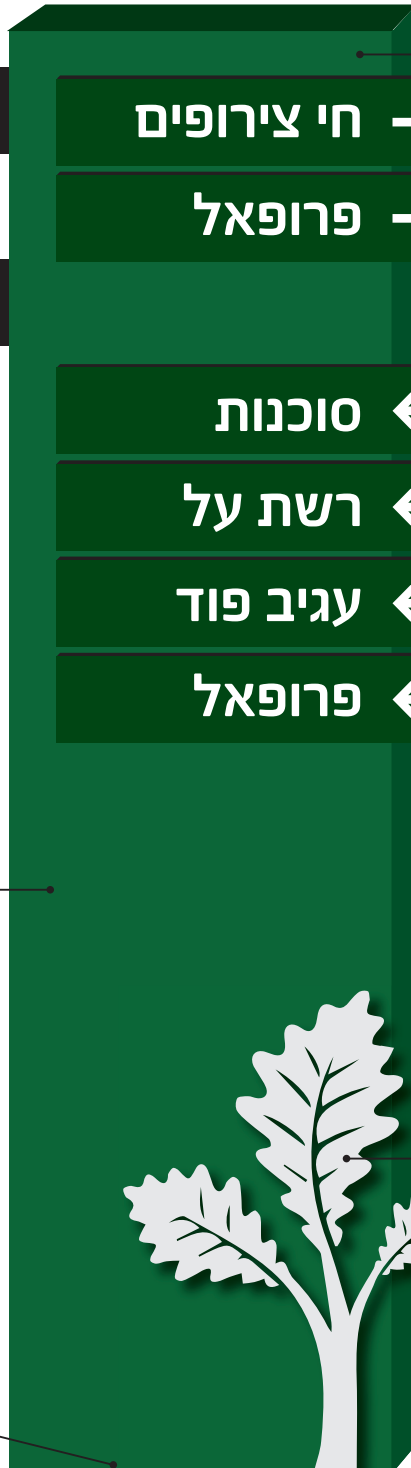 חי צירופים
פרופאל
סוכנות
רשת על
עגיב פוד
פרופאל